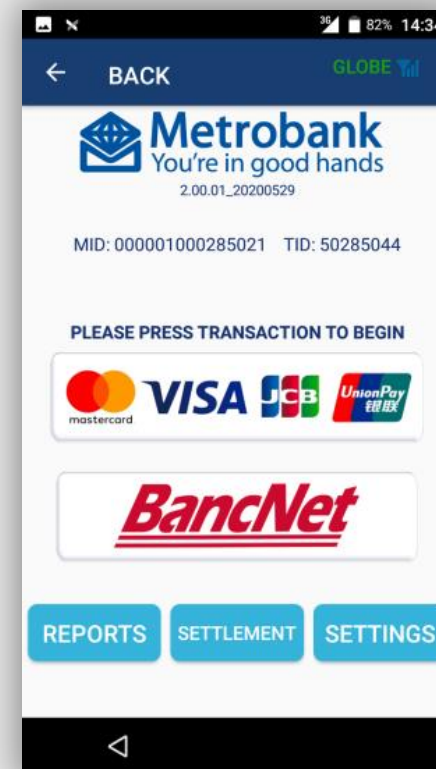 3G 82% 14:34
BACK GLOBE
Metrobank
You're in good hands
2.00.01_20200529
MID: 000001000285021 TID: 50285044
PLEASE PRESS TRANSACTION TO BEGIN
mastercard VISA JCB UnionPay
银联
BancNet
REPORTS SETTLEMENT SETTINGS